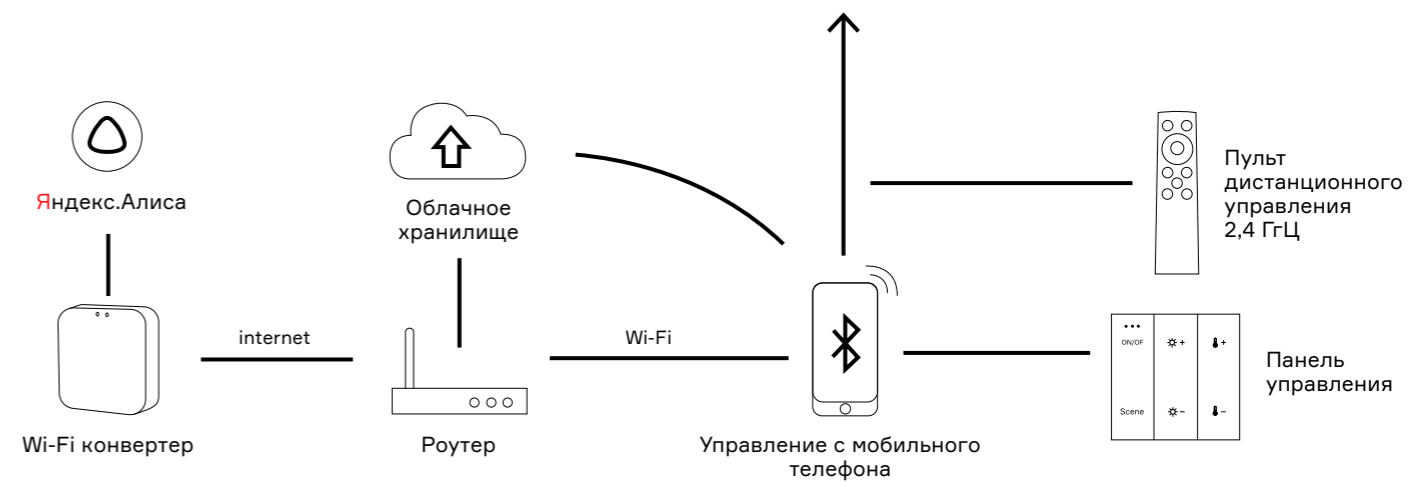 Яндекс.Алиса
Облачное
хранилище
Пульт
дистанционного
управления
2,4 ГгЦ
internet
Wi-Fi
ON/OF
+
+
Scene
−
−
Панель
управления
Wi-Fi конвертер
Роутер
Управление с мобильного
телефона